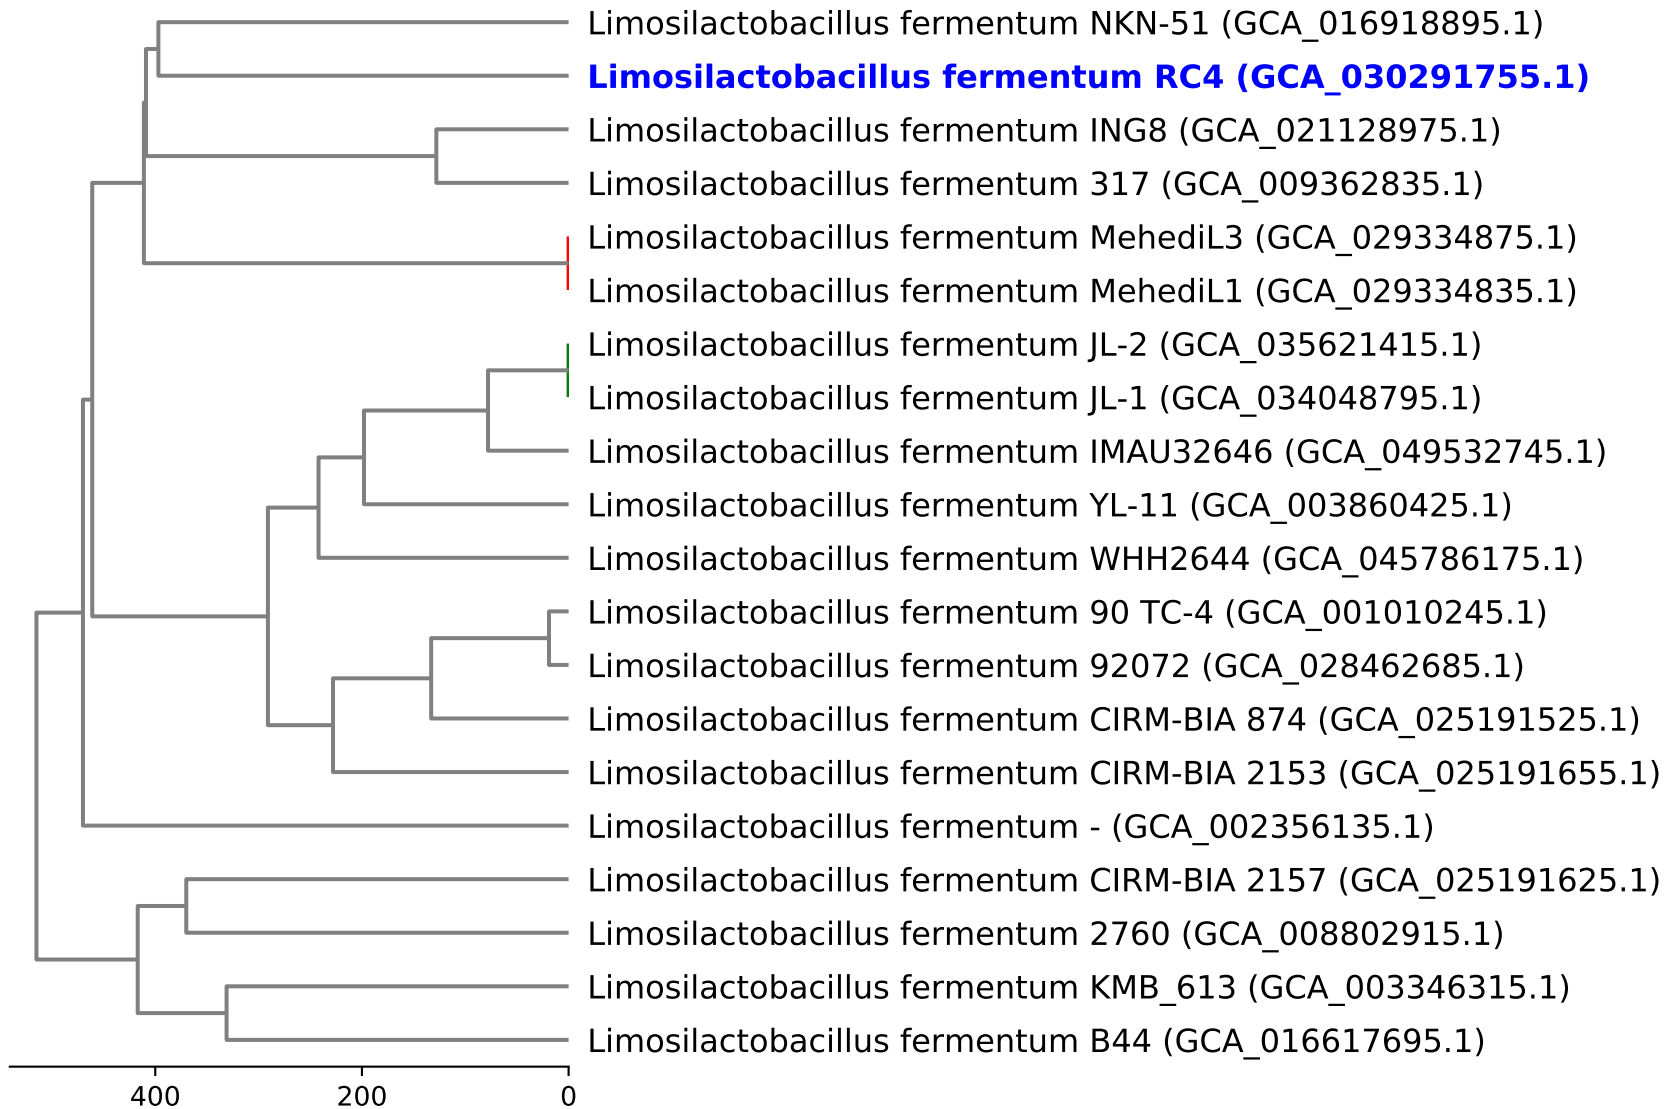 Limosilactobacillus fermentum NKN-51 (GCA_016918895.1)
Limosilactobacillus fermentum RC4 (GCA_030291755.1)
Limosilactobacillus fermentum ING8 (GCA_021128975.1)
Limosilactobacillus fermentum 317 (GCA_009362835.1)
Limosilactobacillus fermentum MehediL3 (GCA_029334875.1)
Limosilactobacillus fermentum MehediL1 (GCA_029334835.1)
Limosilactobacillus fermentum JL-2 (GCA_035621415.1)
Limosilactobacillus fermentum JL-1 (GCA_034048795.1)
Limosilactobacillus fermentum IMAU32646 (GCA_049532745.1)
Limosilactobacillus fermentum YL-11 (GCA_003860425.1)
Limosilactobacillus fermentum WHH2644 (GCA_045786175.1)
Limosilactobacillus fermentum 90 TC-4 (GCA_001010245.1)
Limosilactobacillus fermentum 92072 (GCA_028462685.1)
Limosilactobacillus fermentum CIRM-BIA 874 (GCA_025191525.1)
Limosilactobacillus fermentum CIRM-BIA 2153 (GCA_025191655.1)
Limosilactobacillus fermentum - (GCA_002356135.1)
Limosilactobacillus fermentum CIRM-BIA 2157 (GCA_025191625.1)
Limosilactobacillus fermentum 2760 (GCA_008802915.1)
Limosilactobacillus fermentum KMB_613 (GCA_003346315.1)
Limosilactobacillus fermentum B44 (GCA_016617695.1)
400 200 0